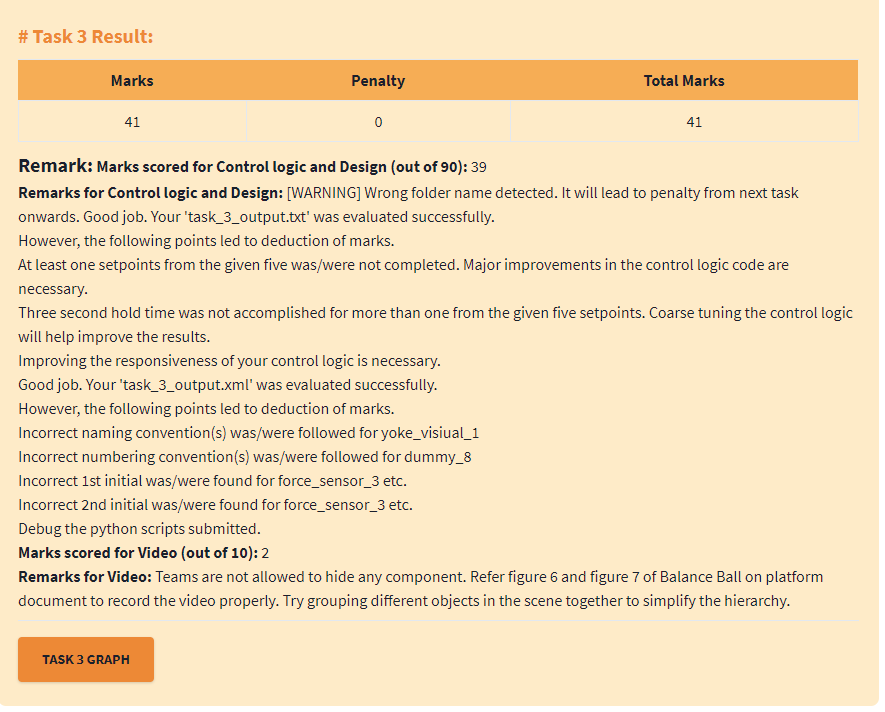 # Task 3 Result:
Marks Penalty Total Marks
41 0 41
Remark: Marks scored for Control logic and Design (out of 90): 39
Remarks for Control logic and Design: [WARNING] Wrong folder name detected. It will lead to penalty from next task
onwards. Good job. Your 'task_3_output.txt' was evaluated successfully.
However, the following points led to deduction of marks.
At least one setpoints from the given five was/were not completed. Major improvements in the control logic code are
necessary.
Three second hold time was not accomplished for more than one from the given five setpoints. Coarse tuning the control logic
will help improve the results.
Improving the responsiveness of your control logic is necessary.
Good job. Your 'task_3_output.xml' was evaluated successfully.
However, the following points led to deduction of marks.
Incorrect naming convention(s) was/were followed for yoke_visiual_1
Incorrect numbering convention(s) was/were followed for dummy_8
Incorrect 1st initial was/were found for force_sensor_3 etc.
Incorrect 2nd initial was/were found for force_sensor_3 etc.
Debug the python scripts submitted.
Marks scored for Video (out of 10): 2
Remarks for Video: Teams are not allowed to hide any component. Refer figure 6 and figure 7 of Balance Ball on platform
document to record the video properly. Try grouping different objects in the scene together to simplify the hierarchy.
TASK 3 GRAPH